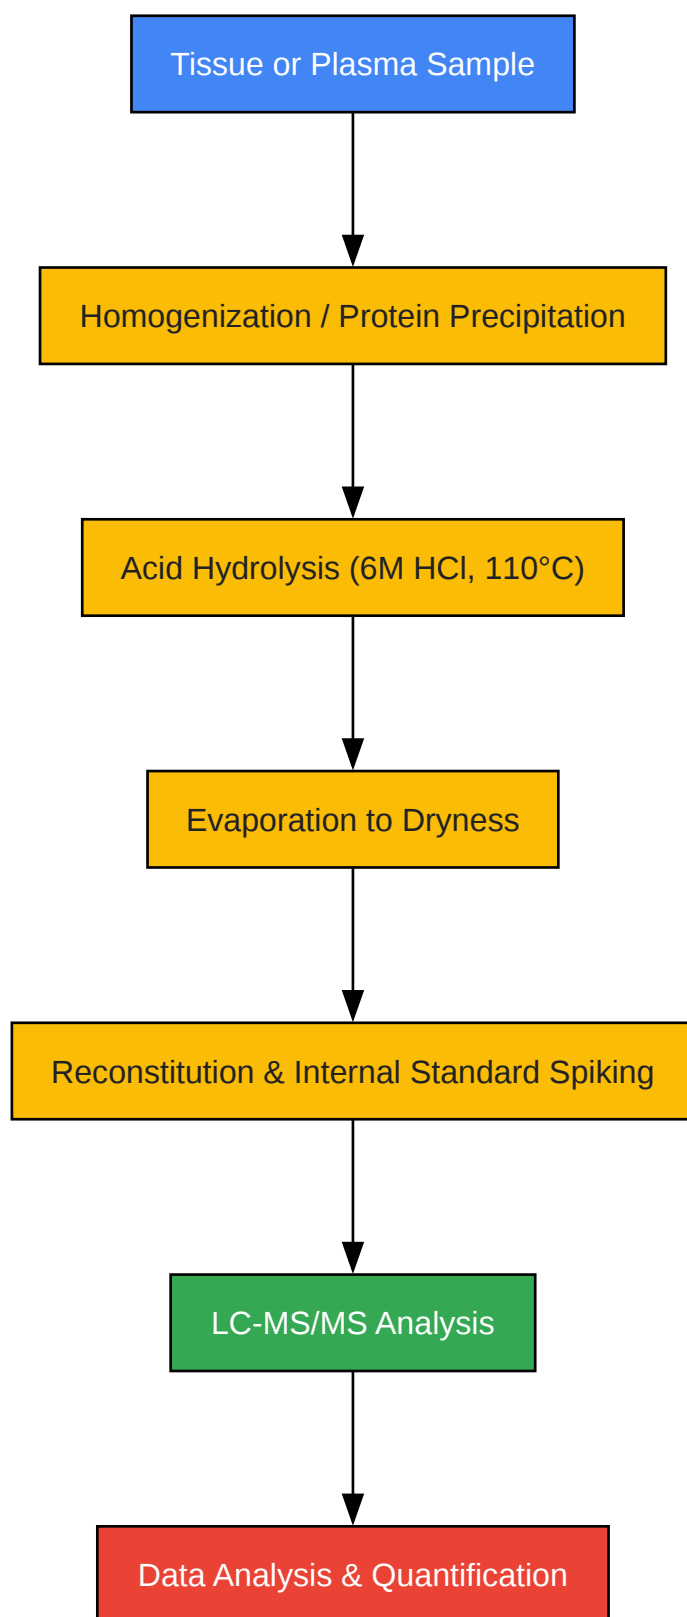 Tissue or Plasma Sample
Homogenization / Protein Precipitation
Acid Hydrolysis (6M HCl, 110°C)
Evaporation to Dryness
Reconstitution & Internal Standard Spiking
LC-MS/MS Analysis
Data Analysis & Quantification